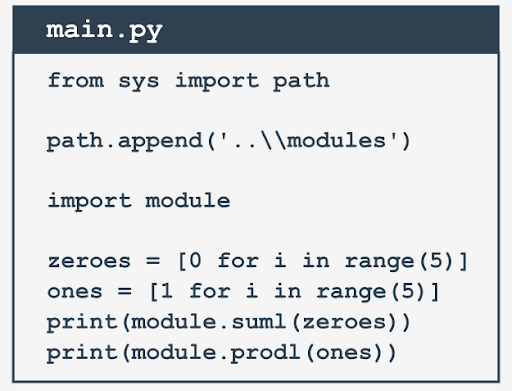 main.py
from sys import path
path.append('..\\modules')
import module
zeroes = [0 for i in range(5)]
ones = [1 for i in range(5)]
print(module.suml(zeroes))
print(module.prodl(ones))